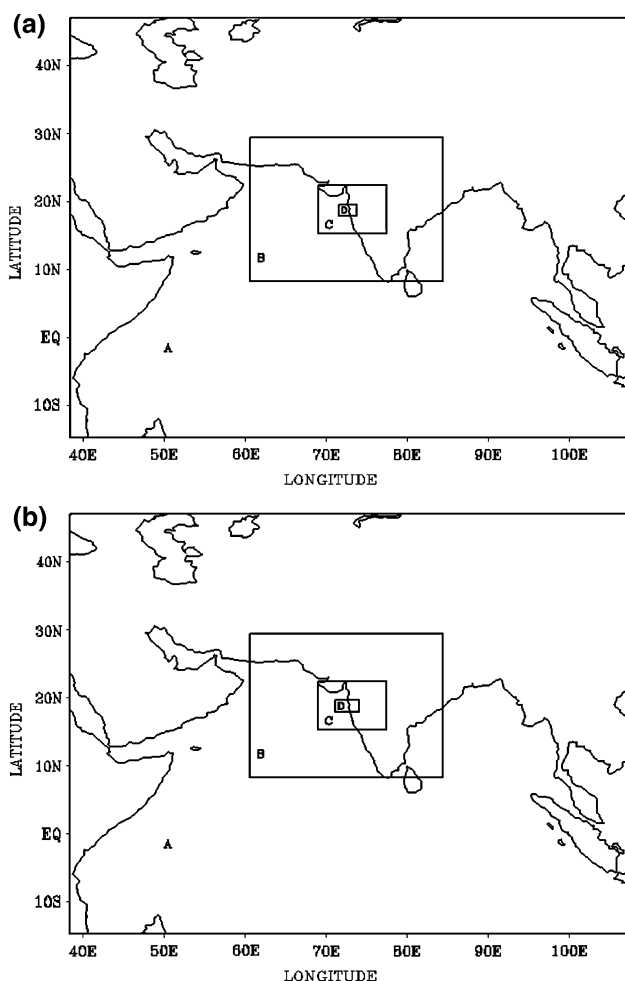 (a)
40N
30N
20N
10N
EQ
10S
LATITUDE
A
B
C
D
40E 50E 60E 70E 80E 90E 100E
LONGITUDE
(b)
40N
30N
20N
10N
EQ
10S
LATITUDE
A
B
C
D
40E 50E 60E 70E 80E 90E 100E
LONGITUDE